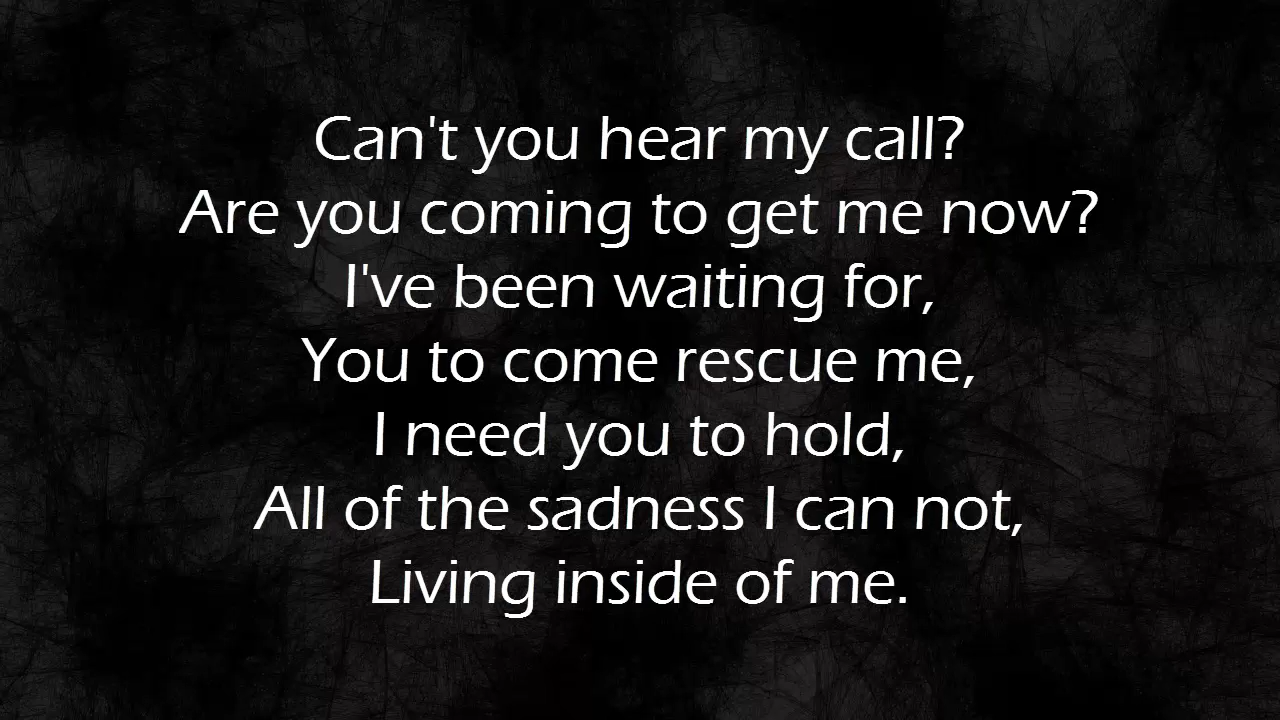 Can't you hear my call?
Are you coming to get me now?
I've been waiting for,
You to come rescue me,
I need you to hold,
All of the sadness I can not,
Living inside of me.